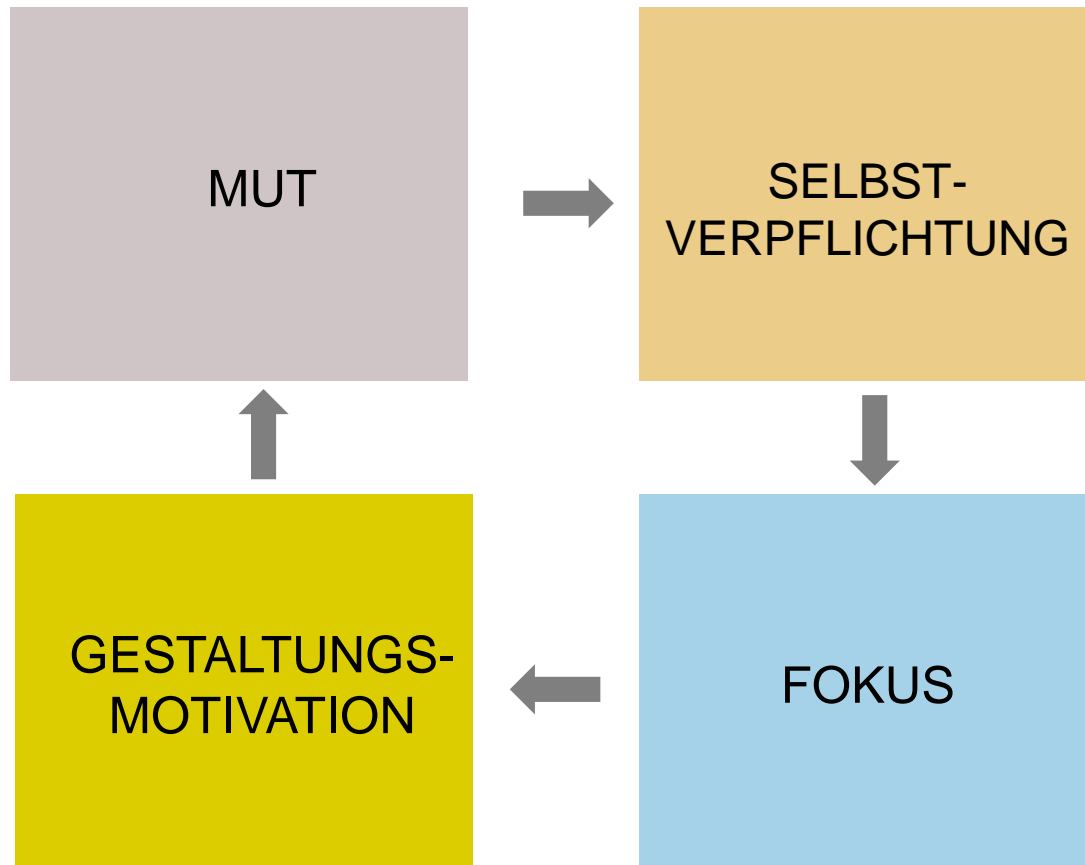 MUT
SELBST-
VERPFLICHTUNG
GESTALTUNGS-
MOTIVATION
FOKUS